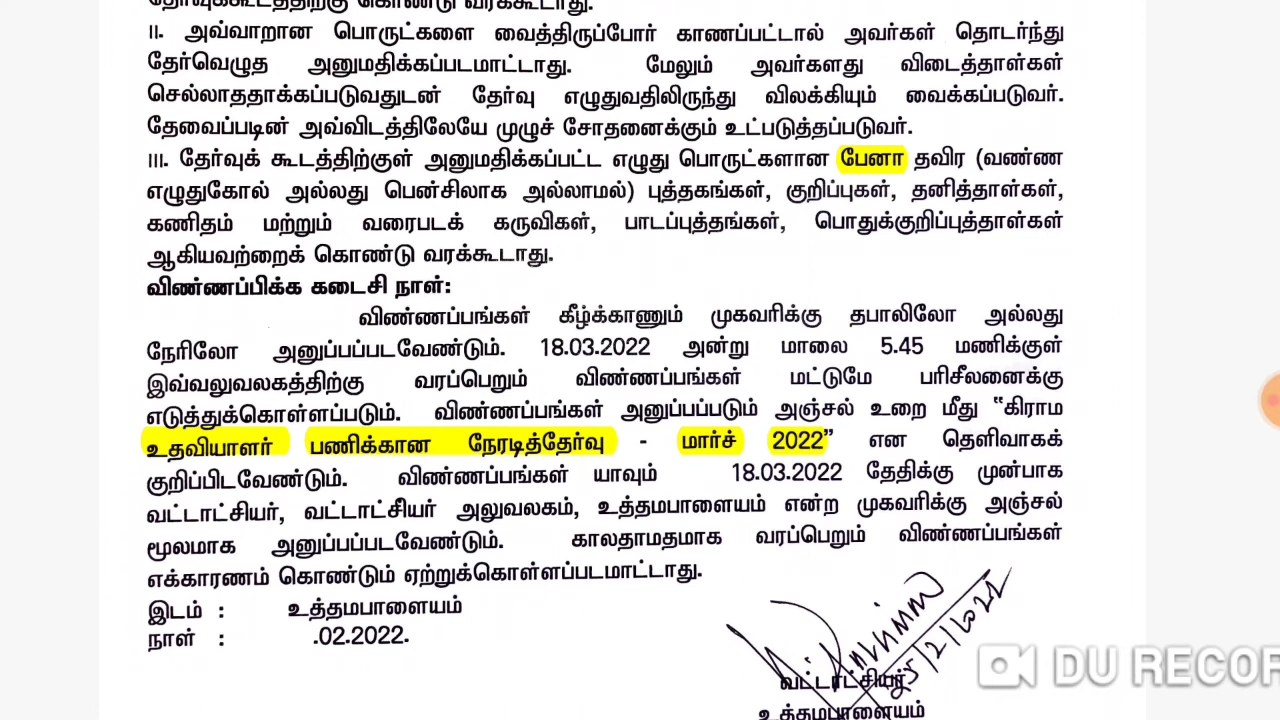 தேர்வுக்கூடத்திற்கு கொண்டு வரக்கூடாது.
II. அவ்வாறான பொருட்களை வைத்திருப்போர் காணப்பட்டால் அவர்கள் தொடர்ந்து
தேர்வெழுத அனுமதிக்கப்படமாட்டாது. மேலும் அவர்களது விடைத்தாள்கள்
செல்லாததாக்கப்படுவதுடன் தேர்வு எழுதுவதிலிருந்து விலக்கியும் வைக்கப்படுவர்.
தேவைப்படின் அவ்விடத்திலேயே முழுச் சோதனைக்கும் உட்படுத்தப்படுவர்.
III. தேர்வுக் கூடத்திற்குள் அனுமதிக்கப்பட்ட எழுது பொருட்களான பேனா தவிர (வண்ண
எழுதுகோல் அல்லது பென்சிலாக அல்லாமல்) புத்தகங்கள், குறிப்புகள், தனித்தாள்கள்,
கணிதம் மற்றும் வரைபடக் கருவிகள், பாடப்புத்தங்கள், பொதுக்குறிப்புத்தாள்கள்
ஆகியவற்றைக் கொண்டு வரக்கூடாது.
விண்ணப்பிக்க கடைசி நாள்:
விண்ணப்பங்கள் கீழ்க்காணும் முகவரிக்கு தபாலிலோ அல்லது
நேரிலோ அனுப்பப்படவேண்டும். 18.03.2022 அன்று மாலை 5.45 மணிக்குள்
இவ்வலுவலகத்திற்கு வரப்பெறும் விண்ணப்பங்கள் மட்டுமே பரிசீலனைக்கு
எடுத்துக்கொள்ளப்படும். விண்ணப்பங்கள் அனுப்பப்படும் அஞ்சல் உறை மீது “கிராம
உதவியாளர் பணிக்கான நேரடித்தேர்வு - மார்ச் 2022” என தெளிவாகக்
குறிப்பிடவேண்டும். விண்ணப்பங்கள் யாவும் 18.03.2022 தேதிக்கு முன்பாக
வட்டாட்சியர், வட்டாட்சியர் அலுவலகம், உத்தமபாளையம் என்ற முகவரிக்கு அஞ்சல்
மூலமாக அனுப்பப்படவேண்டும். காலதாமதமாக வரப்பெறும் விண்ணப்பங்கள்
எக்காரணம் கொண்டும் ஏற்றுக்கொள்ளப்படமாட்டாது.
இடம் : உத்தமபாளையம்
நாள் : .02.2022.
வட்டாட்சியர்
உத்தமபாளையம்
DU RECOR